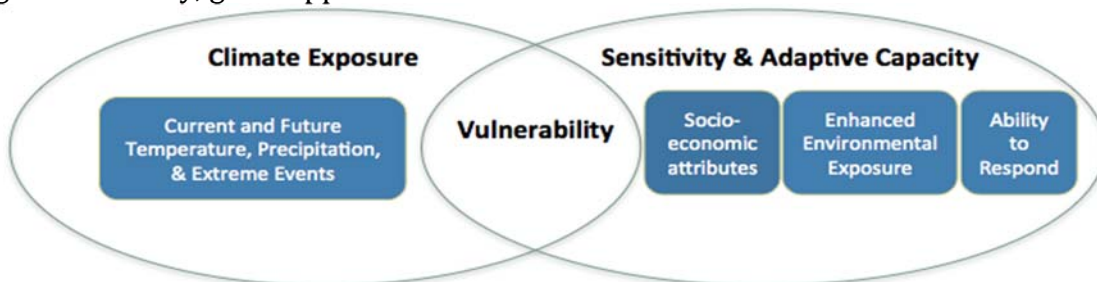 Climate Exposure
Current and Future
Temperature, Precipitation,
& Extreme Events
Vulnerability
Sensitivity & Adaptive Capacity
Socio-
economic
attributes
Enhanced
Environmental
Exposure
Ability
to
Respond